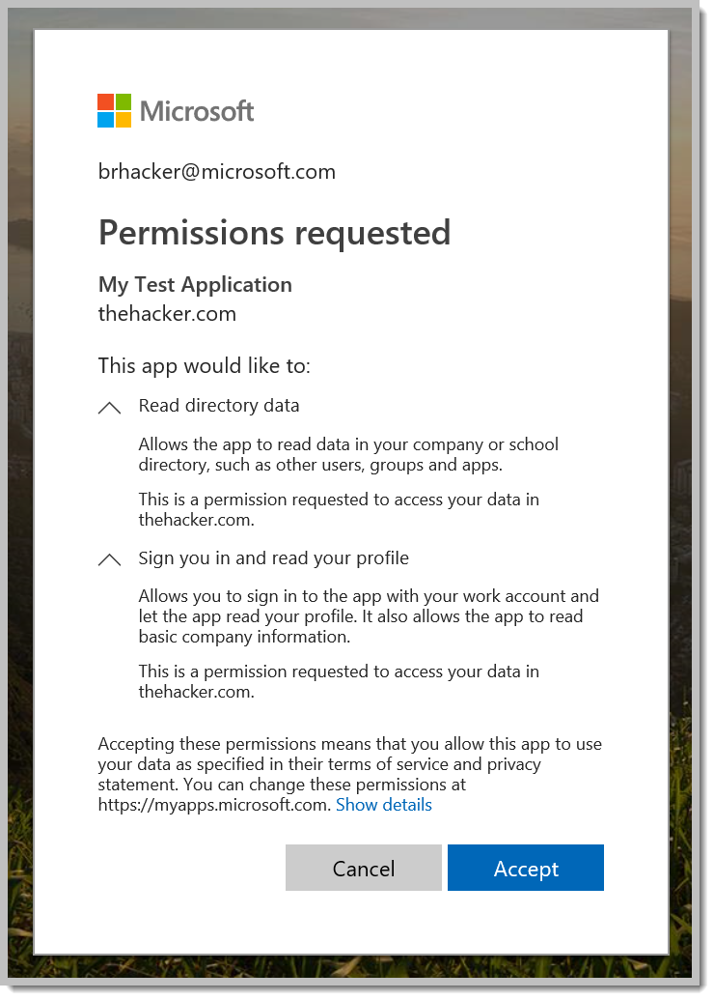 Microsoft
brhacker@microsoft.com
Permissions requested
My Test Application
thehacker.com
This app would like to:
Read directory data
Allows the app to read data in your company or school
directory, such as other users, groups and apps.
This is a permission requested to access your data in
thehacker.com.
Sign you in and read your profile
Allows you to sign in to the app with your work account and
let the app read your profile. It also allows the app to read
basic company information.
This is a permission requested to access your data in
thehacker.com.
Accepting these permissions means that you allow this app to use
your data as specified in their terms of service and privacy
statement. You can change these permissions at
https://myapps.microsoft.com. Show details
Cancel Accept